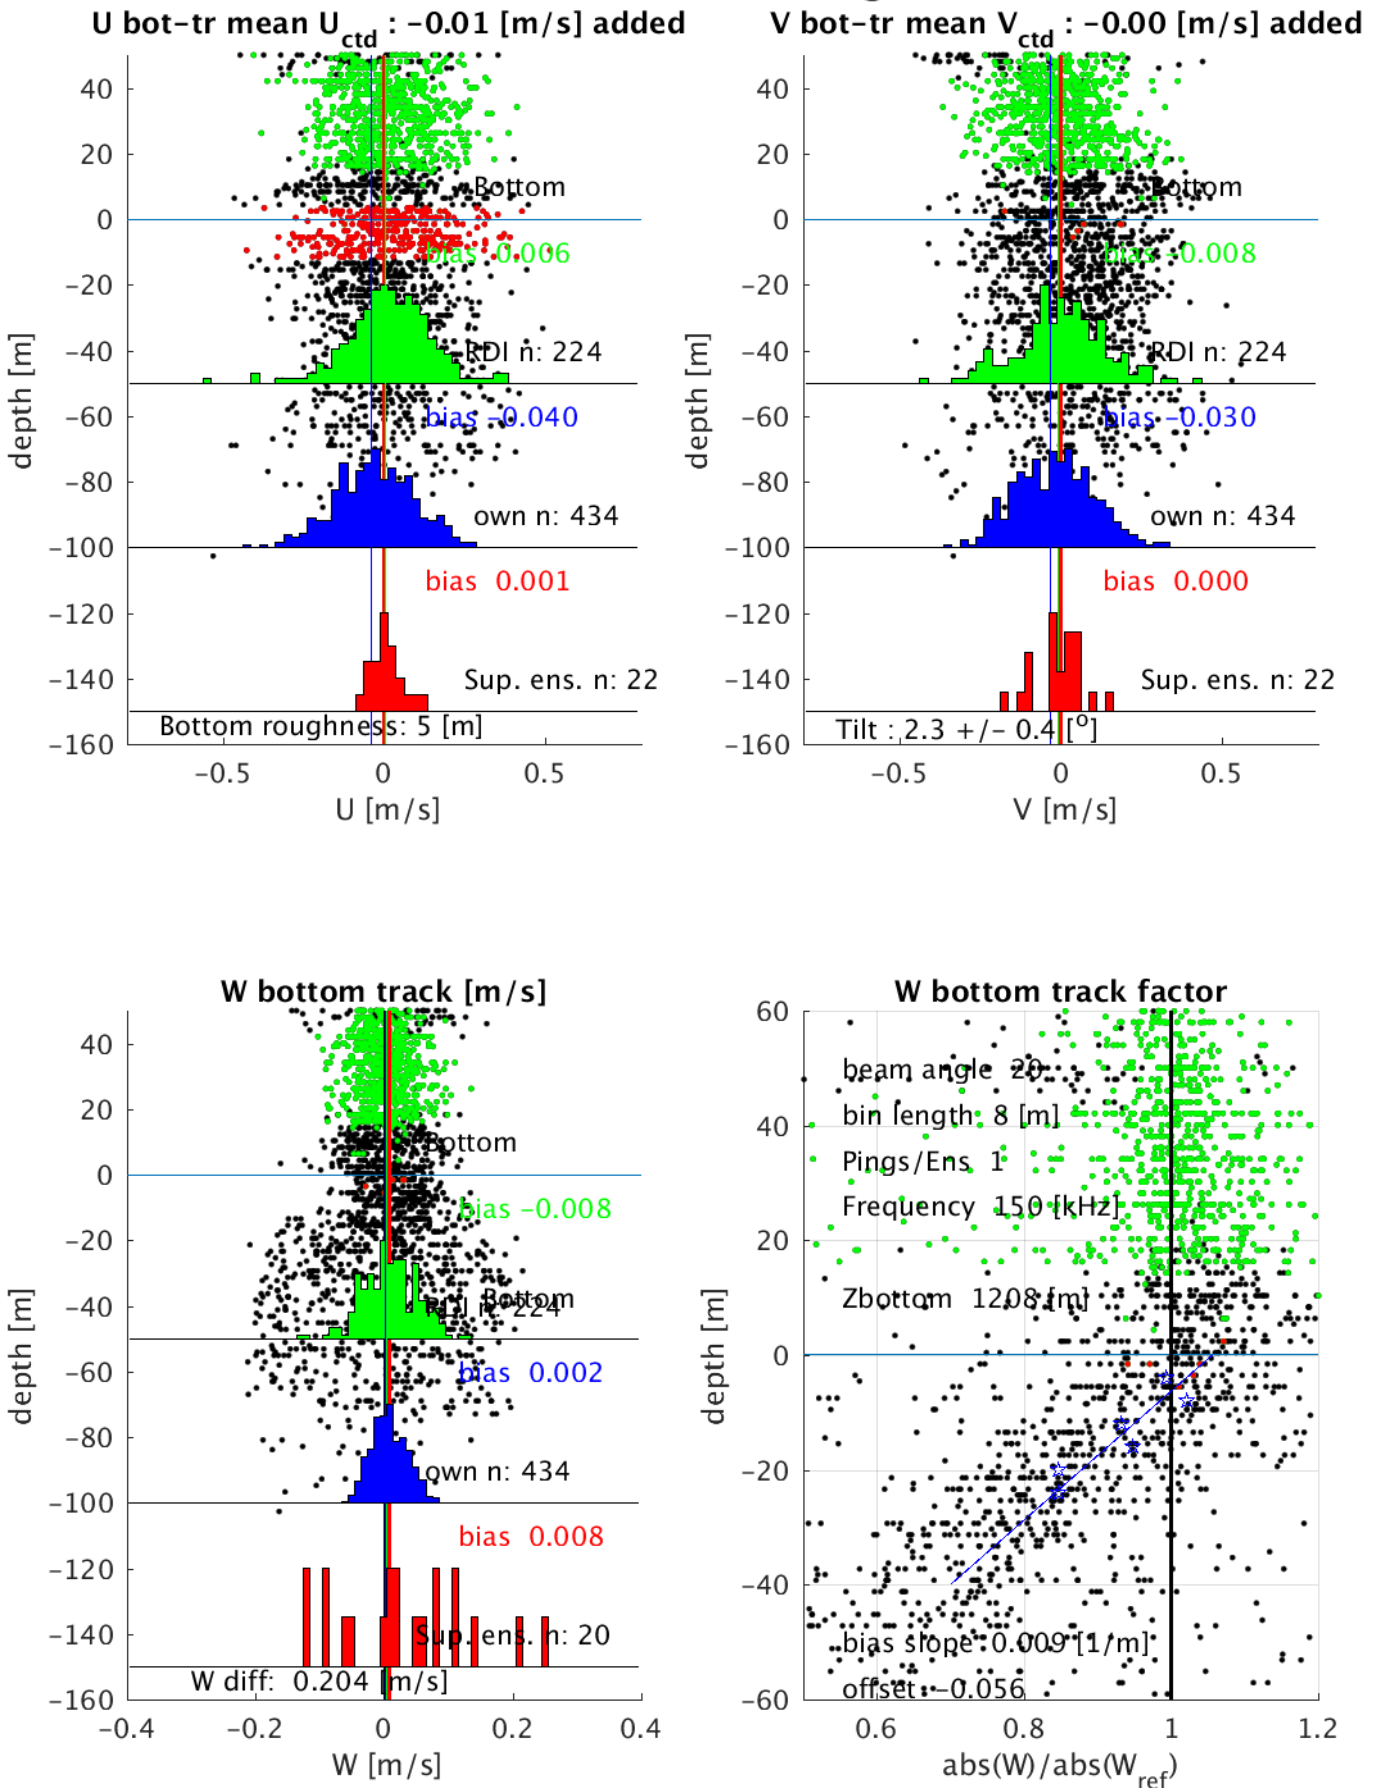 U bot-tr mean U_ctd : -0.01 [m/s] added
40
20
0
-20
-40
-60
-80
-100
-120
-140
-160
depth [m]
Bottom
bias -0.006
RDI n: 224
bias -0.040
own n: 434
bias 0.001
Sup. ens. n: 22
Bottom roughness: 5 [m]
-0.5 0 0.5
U [m/s]
V bot-tr mean V_ctd : -0.00 [m/s] added
40
20
0
-20
-40
-60
-80
-100
-120
-140
-160
depth [m]
Bottom
bias -0.008
RDI n: 224
bias -0.030
own n: 434
bias 0.000
Sup. ens. n: 22
Tilt : 2.3 +/- 0.4 [°]
-0.5 0 0.5
V [m/s]
W bottom track [m/s]
40
20
0
-20
-40
-60
-80
-100
-120
-140
-160
depth [m]
Bottom
bias -0.008
Bottom
RDI n: 224
bias 0.002
own n: 434
bias 0.008
Sup. ens. n: 20
W diff: 0.204 [m/s]
-0.4 -0.2 0 0.2 0.4
W [m/s]
W bottom track factor
60
40
20
0
-20
-40
-60
depth [m]
beam angle 20
bin length 8 [m]
Pings/Ens 1
Frequency 150 [kHz]
Zbottom 1208 [m]
bias slope 0.009 [1/m]
offset -0.056
0.6 0.8 1 1.2
abs(W)/abs(W_ref)